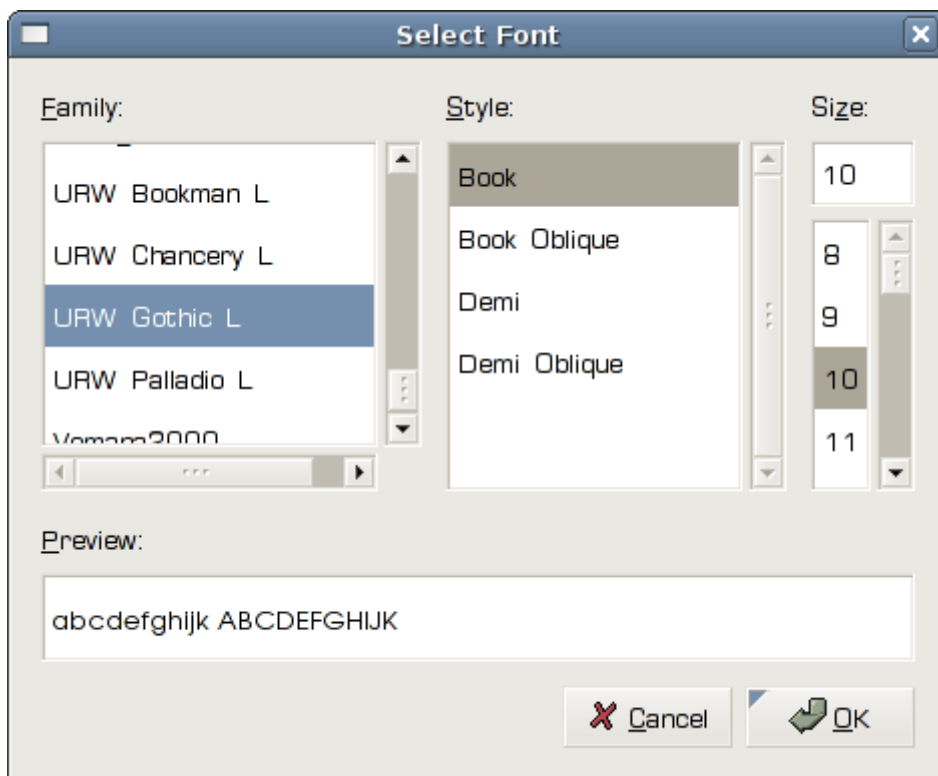 Select Font
Family:
Style:
Size:
URW Bookman L
URW Chancery L
URW Gothic L
URW Palladio L
Book
Book Oblique
Demi
Demi Oblique
10
8
9
10
11
Preview:
abcdefghijk ABCDEFGHIJK
Cancel
OK